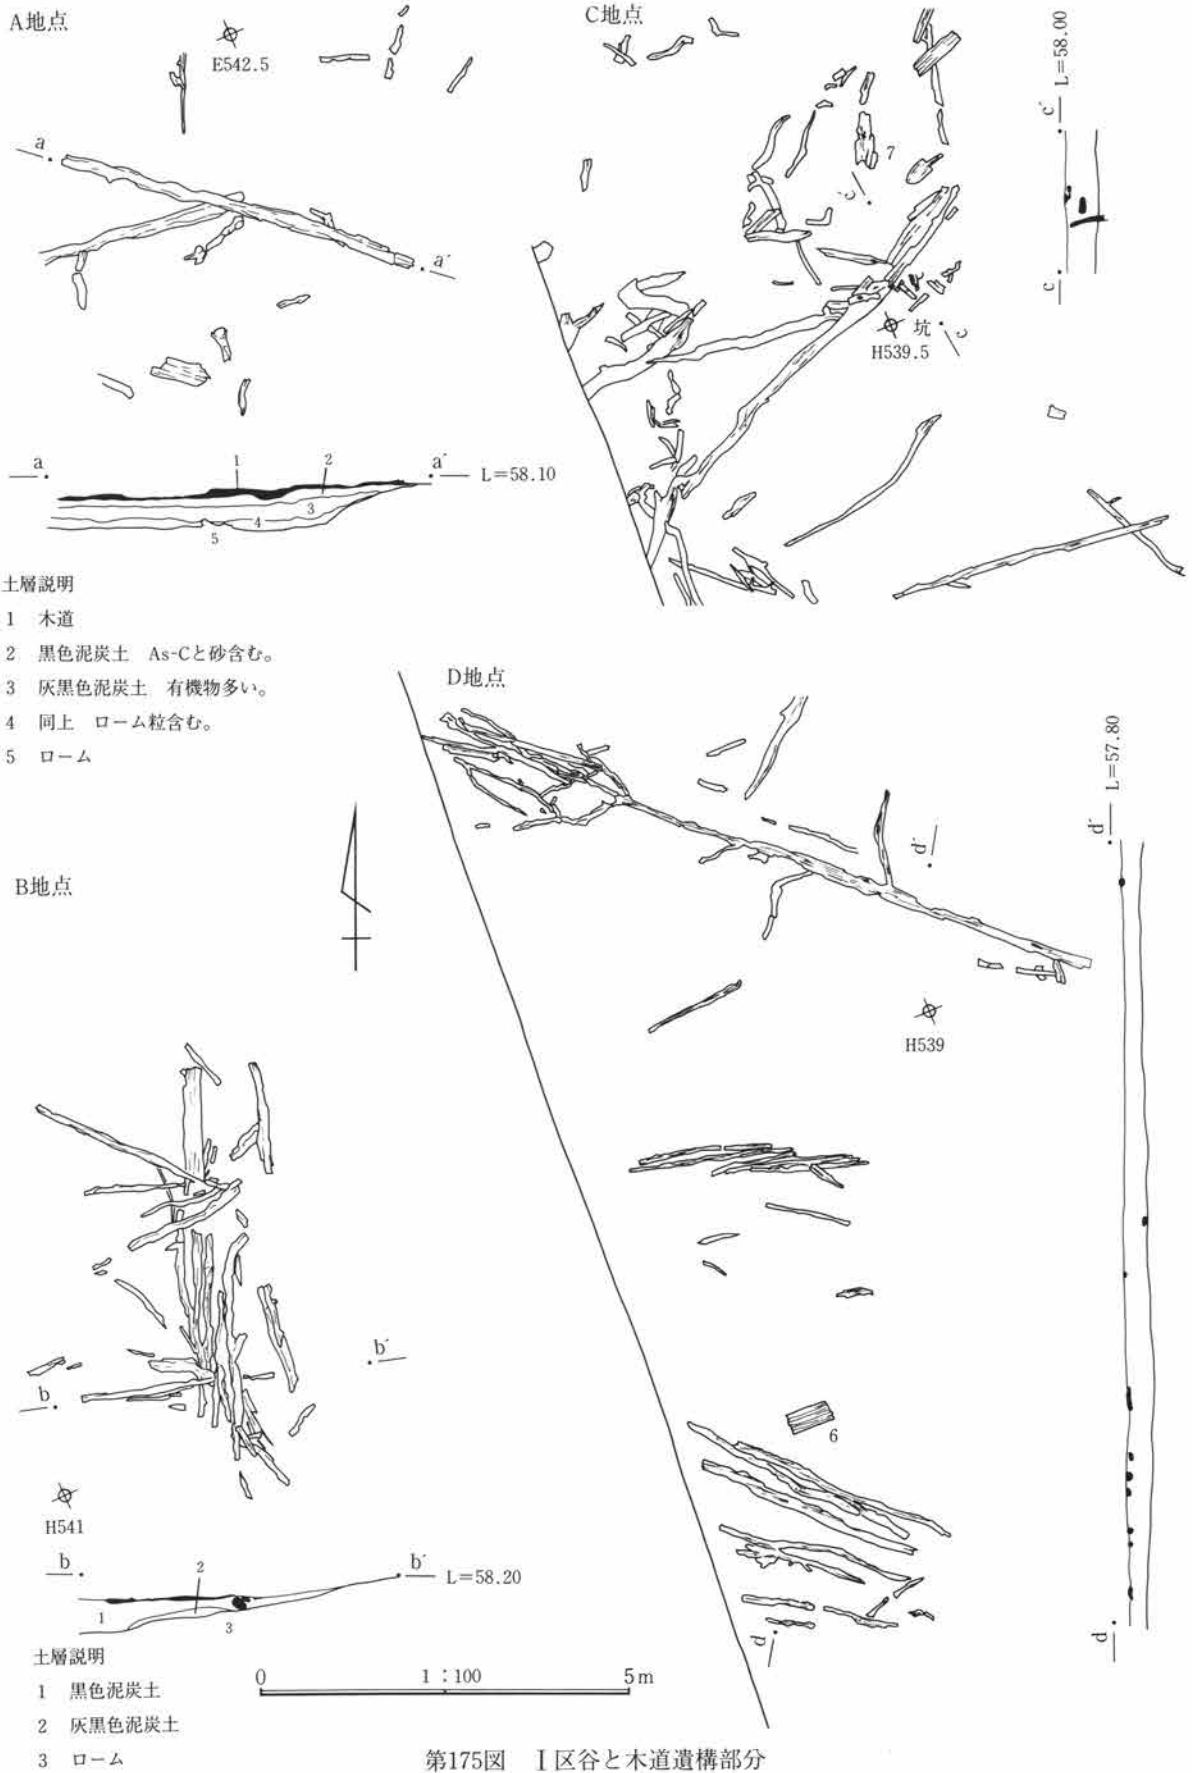 A地点
E542.5
a
a´
a
1
2
a´
L=58.10
3
4
5
土層説明
1 木道
2 黒色泥炭土 As-Cと砂含む。
3 灰黒色泥炭土 有機物多い。
4 同上 ローム粒含む。
5 ローム
C地点
7
c´
坑
H539.5
c
L=58.00
c´
c
B地点
b´
b
H541
b
2
b´
L=58.20
1
3
土層説明
1 黒色泥炭土
2 灰黒色泥炭土
3 ローム
D地点
d´
H539
6
d
L=57.80
d´
d
0 1:100 5m
第175図 Ⅰ区谷と木道遺構部分